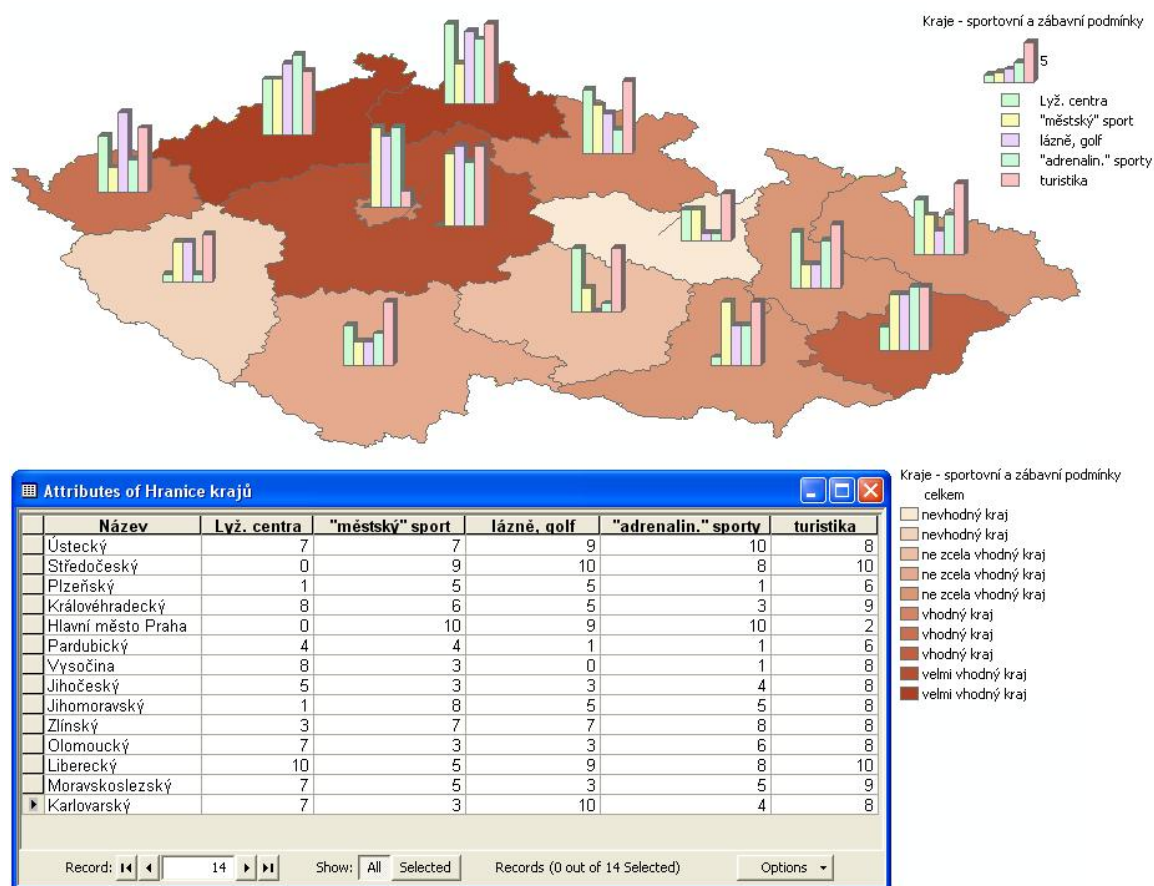 Kraje - sportovní a zábavní podmínky
5
Lyž. centra
"městský" sport
lázně, golf
"adrenalin." sporty
turistika
Attributes of Hranice krajů
Název Lyž. centra "městský" sport lázně, golf "adrenalin." sporty turistika
Ústecký 7 7 9 10 8
Středočeský 0 9 10 8 10
Plzeňský 1 5 5 1 6
Královéhradecký 8 6 5 3 9
Hlavní město Praha 0 10 9 10 2
Pardubický 4 4 1 1 6
Vysočina 8 3 0 1 8
Jihočeský 5 3 3 4 8
Jihomoravský 1 8 5 5 8
Zlínský 3 7 7 8 8
Olomoucký 7 3 3 6 8
Liberecký 10 5 9 8 10
Moravskoslezský 7 5 3 5 9
Karlovarský 7 3 10 4 8
Record: 14 Show: All Selected Records (0 out of 14 Selected) Options
Kraje - sportovní a zábavní podmínky
celkem
nevhodný kraj
nevhodný kraj
ne zcela vhodný kraj
ne zcela vhodný kraj
ne zcela vhodný kraj
vhodný kraj
vhodný kraj
vhodný kraj
velmi vhodný kraj
velmi vhodný kraj